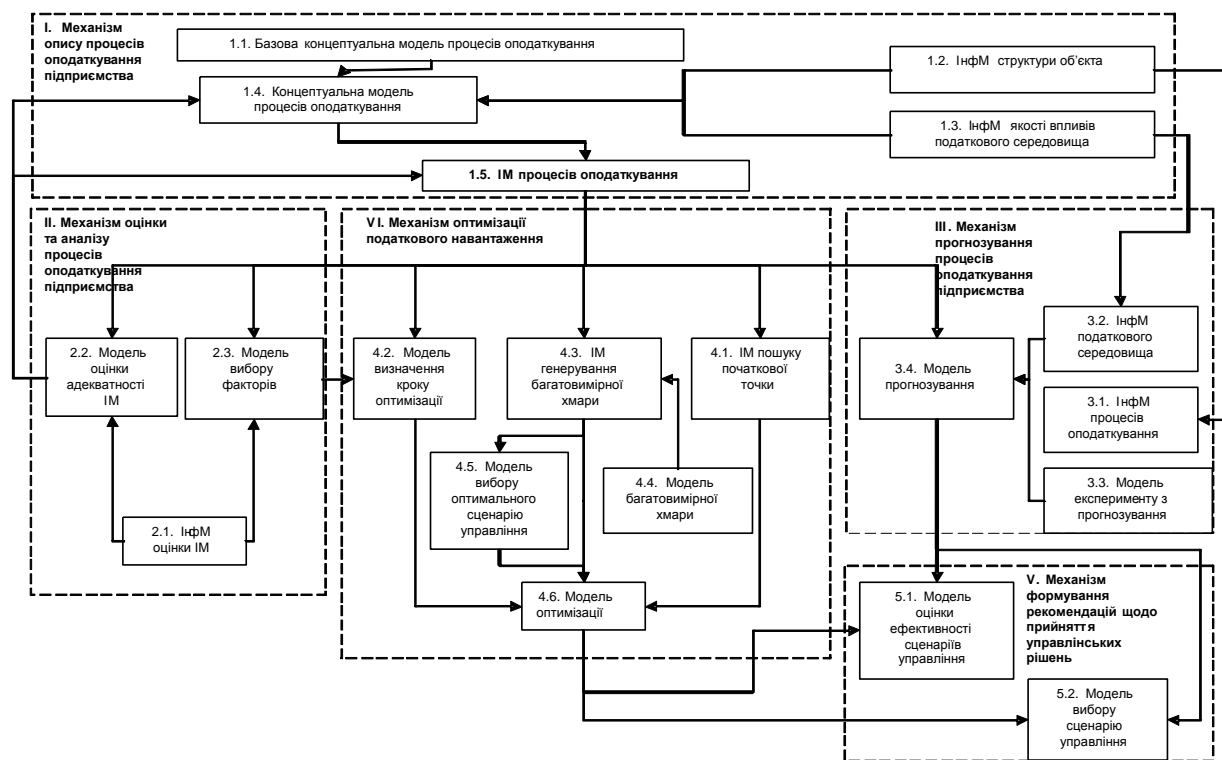 І. Механізм
опису процесів
оподаткування
підприємства
1.1. Базова концептуальна модель процесів оподаткування
1.2. ІнфМ структури об’єкта
1.4. Концептуальна модель
процесів оподаткування
1.3. ІнфМ якості впливів
податкового середовища
1.5. ІМ процесів оподаткування
ІІ. Механізм оцінки
та аналізу
процесів
оподаткування
підприємства
VІ. Механізм оптимізації
податкового навантаження
ІІІ. Механізм
прогнозування
процесів
оподаткування
підприємства
2.2. Модель
оцінки
адекватності
ІМ
2.3. Модель
вибору
факторів
4.2. Модель
визначення
кроку
оптимізації
4.3. ІМ
генерування
багатовимірної
хмари
4.1. ІМ пошуку
початкової
точки
3.4. Модель
прогнозування
3.2. ІнфМ
податкового
середовища
3.1. ІнфМ
процесів
оподаткування
3.3. Модель
експерименту з
прогнозування
4.5. Модель
вибору
оптимального
сценарію
управління
4.4. Модель
багатовимірної
хмари
2.1. ІнфМ
оцінки ІМ
4.6. Модель
оптимізації
5.1. Модель
оцінки
ефективності
сценаріїв
управління
V. Механізм
формування
рекомендацій щодо
прийняття
управлінських
рішень
5.2. Модель
вибору
сценарію
управління